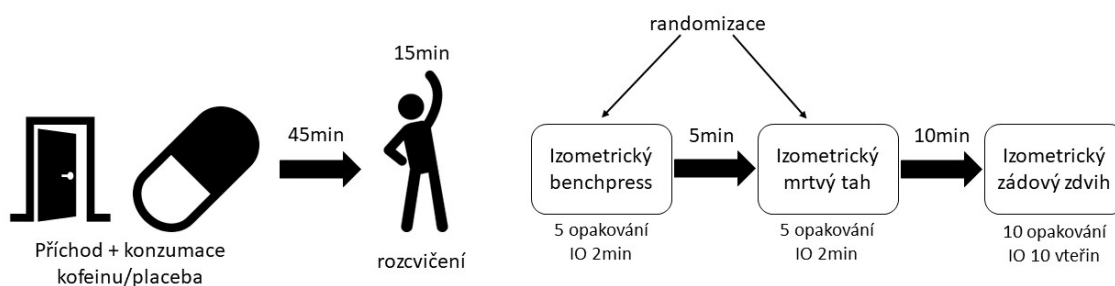 randomizace
15min
45min
5min
10min
Izometrický
benchpress
Izometrický
mrtvý tah
Izometrický
zádový zdvih
Příchod + konzumace
kofeinu/placeba
rozcvičení
5 opakování
IO 2min
5 opakování
IO 2min
10 opakování
IO 10 vteřin